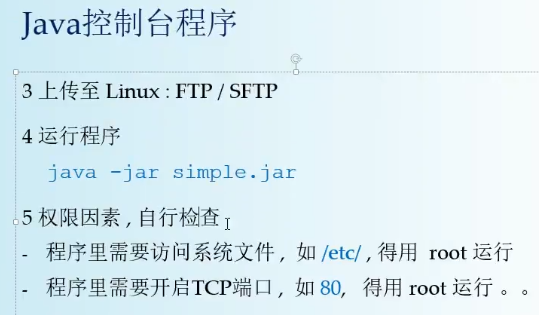 Java控制台程序
3 上传至 Linux : FTP / SFTP
4 运行程序
java -jar simple.jar
5 权限因素 , 自行检查
- 程序里需要访问系统文件 , 如 /etc/ , 得用 root 运行
- 程序里需要开启TCP端口 , 如 80, 得用 root 运行 。。